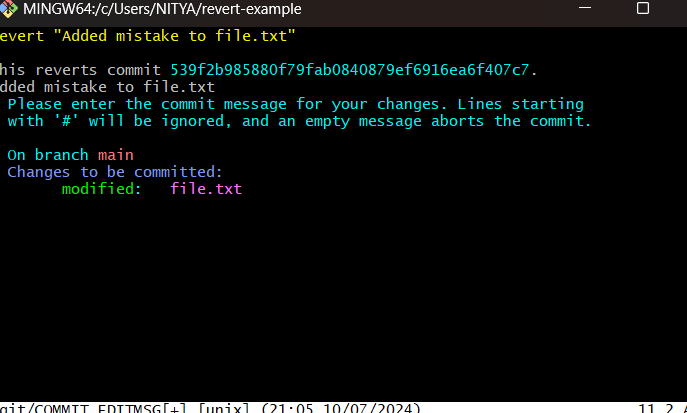 MINGW64:/c/Users/NITYA/revert-example
evert "Added mistake to file.txt"
his reverts commit 539f2b985880f79fab0840879ef6916ea6f407c7.
dded mistake to file.txt
Please enter the commit message for your changes. Lines starting
with '#' will be ignored, and an empty message aborts the commit.
On branch main
Changes to be committed:
modified:   file.txt
git/COMMIT_EDITMSG[+] [unix] (21:05 10/07/2024) 11,2